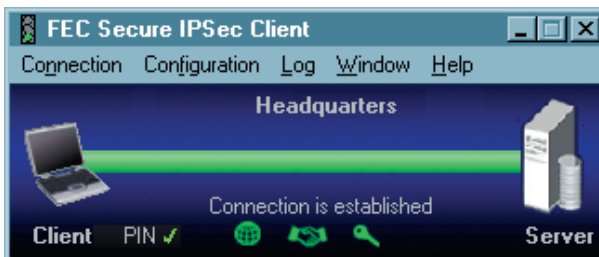 FEC Secure IPSec Client
Connection Configuration Log Window Help
Headquarters
Connection is established
Client PIN Server